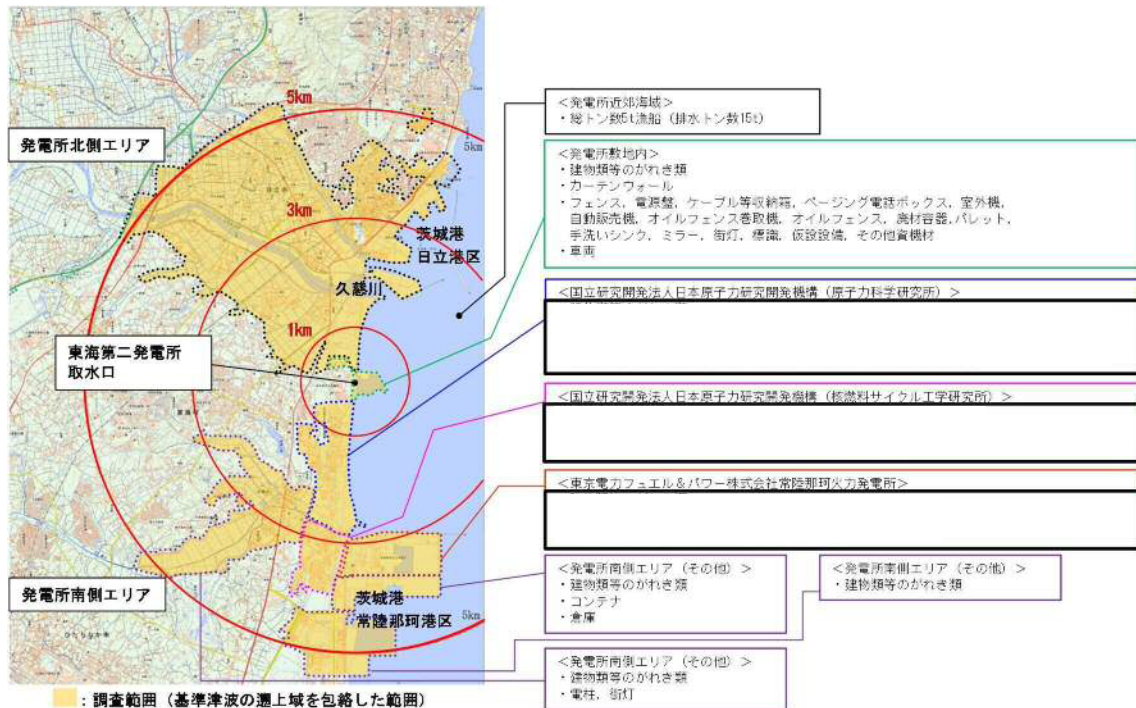 5km
発電所北側エリア
5km
3km
茨城港
日立港区
久慈川
1km
東海第二発電所
取水口
発電所南側エリア
茨城港
常陸那珂港区
5km
：調査範囲（基準津波の遡上域を包絡した範囲）
＜発電所近郊海域＞
・総トン数5t漁船（排水トン数15t）
＜発電所敷地内＞
・建物類等のがれき類
・カーテンウォール
・フェンス，電源盤，ケーブル等収納箱，ページング電話ボックス，室外機，
自動販売機，オイルフェンス巻取機，オイルフェンス，廃材容器，パレット，
手洗いシンク，ミラー，街灯，標識，仮設設備，その他資機材
・車両
＜国立研究開発法人日本原子力研究開発機構（原子力科学研究所）＞
＜国立研究開発法人日本原子力研究開発機構（核燃料サイクル工学研究所）＞
＜東京電力フュエル＆パワー株式会社常陸那珂火力発電所＞
＜発電所南側エリア（その他）＞
・建物類等のがれき類
・コンテナ
・倉庫
＜発電所南側エリア（その他）＞
・建物類等のがれき類
＜発電所南側エリア（その他）＞
・建物類等のがれき類
・電柱，街灯